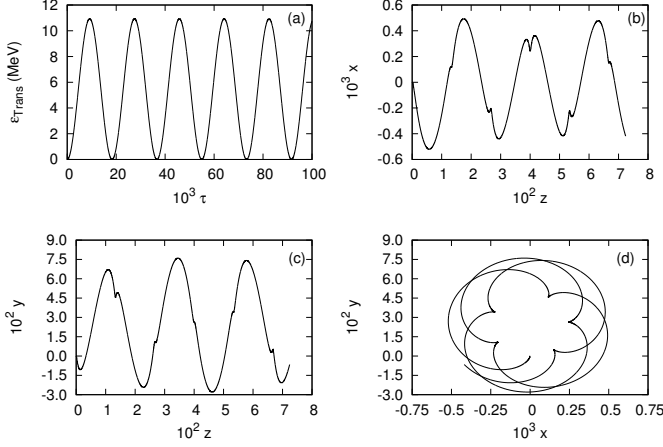 12
10
8
6
4
2
0
ε_Trans (MeV)
(a)
0 20 40 60 80 100
10³ τ
0.6
0.4
0.2
0
-0.2
-0.4
-0.6
10³ x
(b)
0 1 2 3 4 5 6 7 8
10² z
9.0
7.5
6.0
4.5
3.0
1.5
0.0
-1.5
-3.0
10² y
(c)
0 1 2 3 4 5 6 7 8
10² z
9.0
7.5
6.0
4.5
3.0
1.5
0.0
-1.5
-3.0
10² y
(d)
-0.75 -0.50 -0.25 0 0.25 0.50 0.75
10³ x